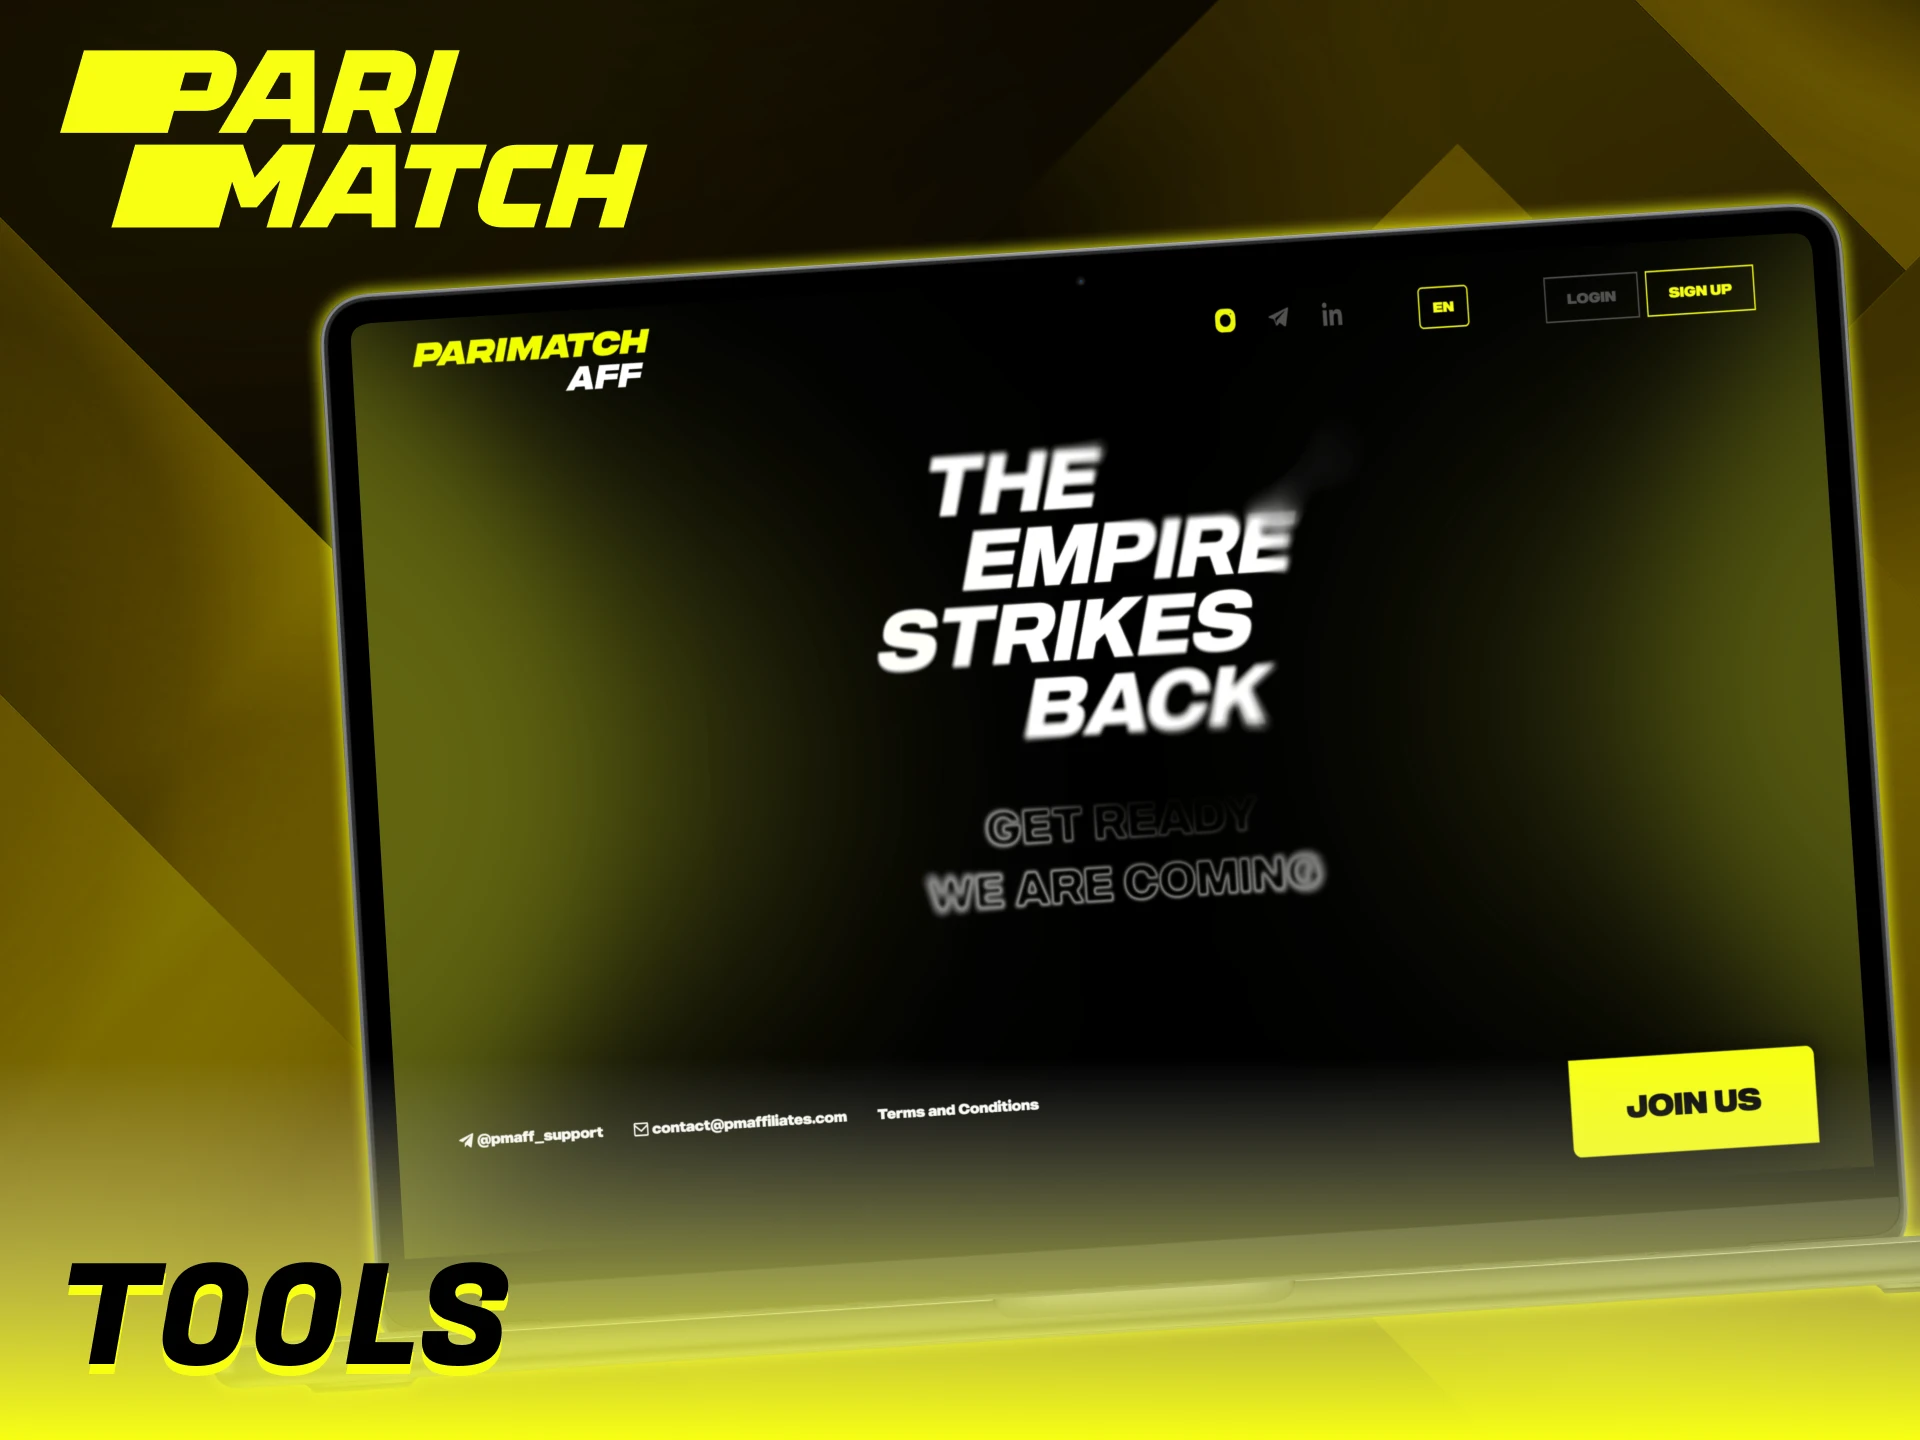 PARI
MATCH
PARIMATCH
AFF
in
EN
LOGIN
SIGN UP
THE
EMPIRE
STRIKES
BACK
GET READY
WE ARE COMING
@pmaff_support
contact@pmaffiliates.com
Terms and Conditions
JOIN US
TOOLS